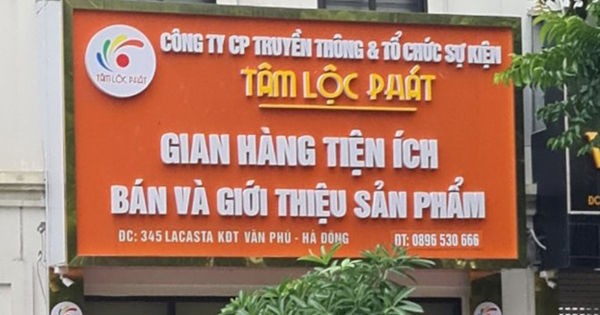 TÂM LỘC PHÁT
CÔNG TY CP TRUYỀN THÔNG & TỔ CHỨC SỰ KIỆN
TÂM LỘC PHÁT
GIAN HÀNG TIỆN ÍCH
BÁN VÀ GIỚI THIỆU SẢN PHẨM
ĐC: 345 LACASTA KĐT VĂN PHÚ - HÀ ĐÔNG ĐT: 0896 530 666
ĐC